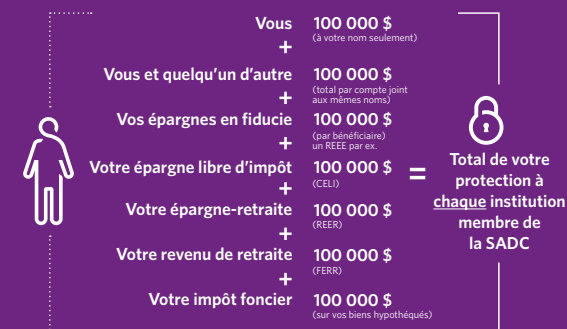 Vous 100 000 $
(à votre nom seulement)
+
Vous et quelqu'un d'autre 100 000 $
(total par compte joint
aux mêmes noms)
+
Vos épargnes en fiducie 100 000 $
(par bénéficiaire)
un REEE par ex.
+
Votre épargne libre d'impôt 100 000 $
(CELI)
+
Votre épargne-retraite 100 000 $
(REER)
+
Votre revenu de retraite 100 000 $
(FERR)
+
Votre impôt foncier 100 000 $
(sur vos biens hypothéqués)
=
Total de votre
protection à
chaque institution
membre de
la SADC